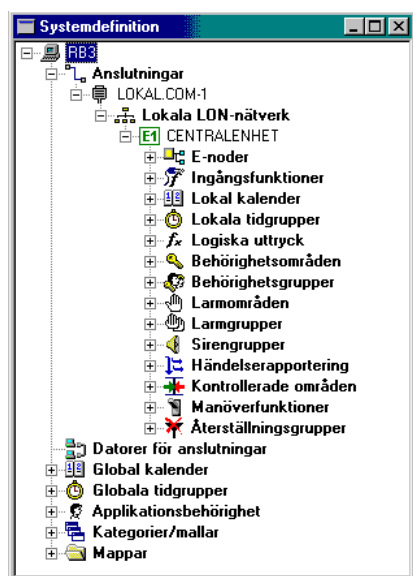 Systemdefinition
RB3
Anslutningar
LOKAL.COM-1
Lokala LON-nätverk
E1 CENTRALENHET
E-noder
Ingångsfunktioner
Lokal kalender
Lokala tidgrupper
fx Logiska uttryck
Behörighetsområden
Behörighetsgrupper
Larmområden
Larmgrupper
Sirengrupper
Händelserapportering
Kontrollerade områden
Manöverfunktioner
Återställningsgrupper
Datorer för anslutningar
Global kalender
Globala tidgrupper
Applikationsbehörighet
Kategorier/mallar
Mappar